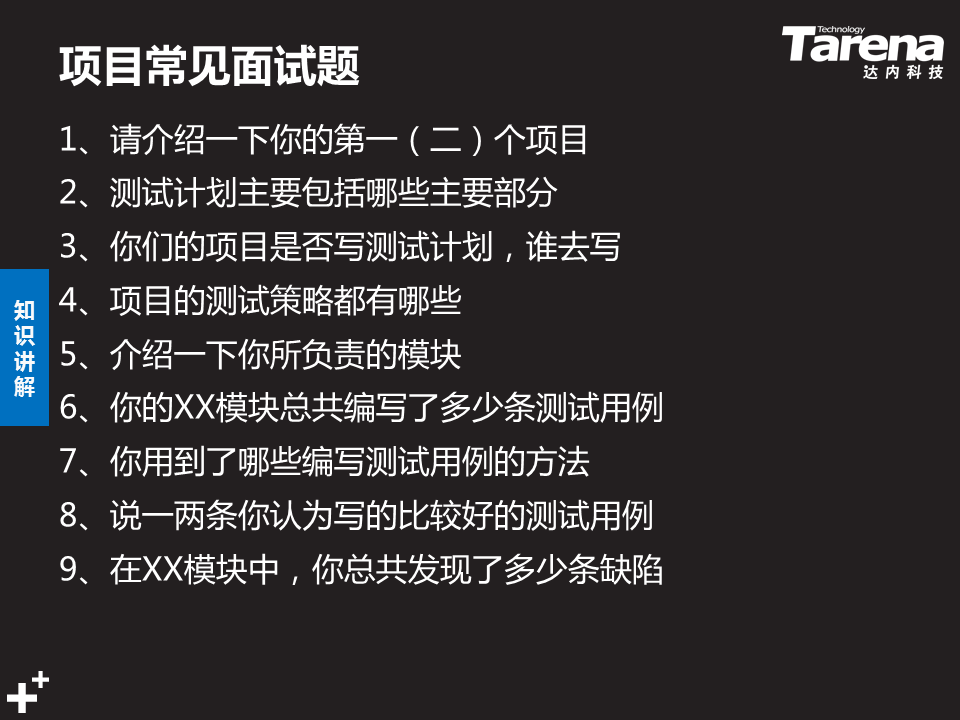 项目常见面试题
Technology
Tarena
达内科技
1、请介绍一下你的第一（二）个项目
2、测试计划主要包括哪些主要部分
3、你们的项目是否写测试计划，谁去写
4、项目的测试策略都有哪些
5、介绍一下你所负责的模块
6、你的XX模块总共编写了多少条测试用例
7、你用到了哪些编写测试用例的方法
8、说一两条你认为写的比较好的测试用例
9、在XX模块中，你总共发现了多少条缺陷
知识讲解